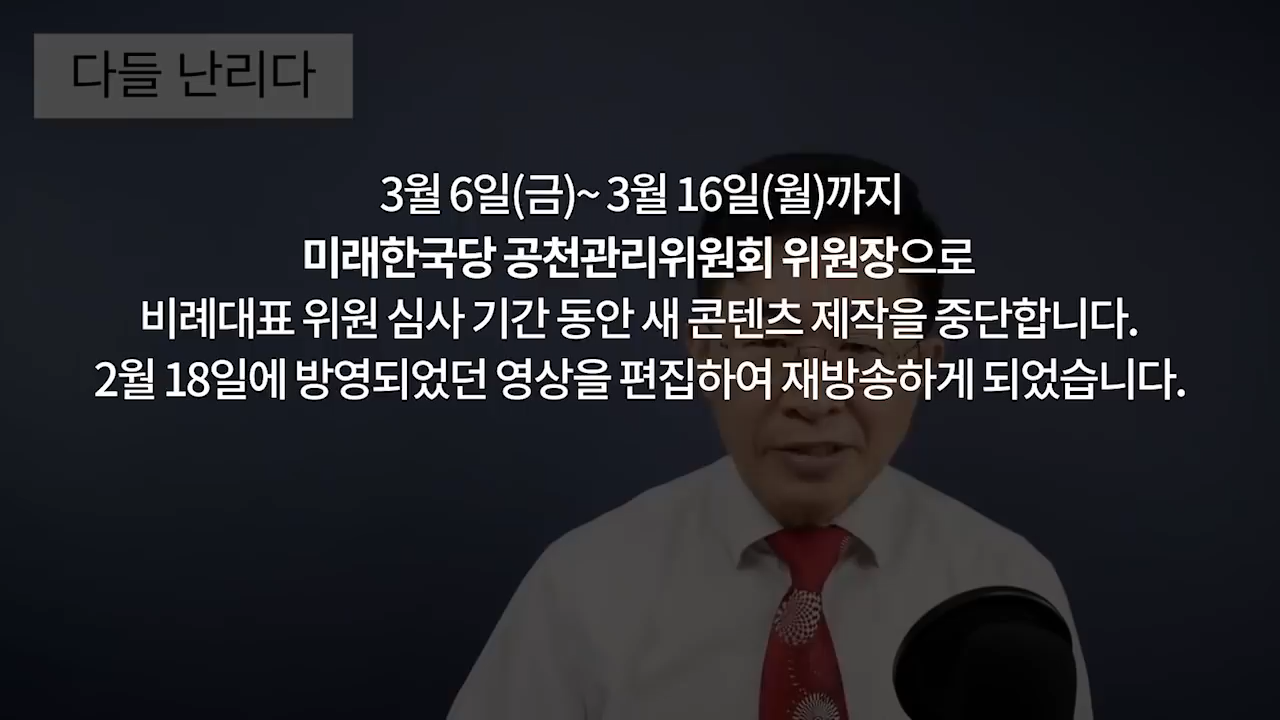 다들 난리다
3월 6일(금)~ 3월 16일(월)까지
미래한국당 공천관리위원회 위원장으로
비례대표 위원 심사 기간 동안 새 콘텐츠 제작을 중단합니다.
2월 18일에 방영되었던 영상을 편집하여 재방송하게 되었습니다.